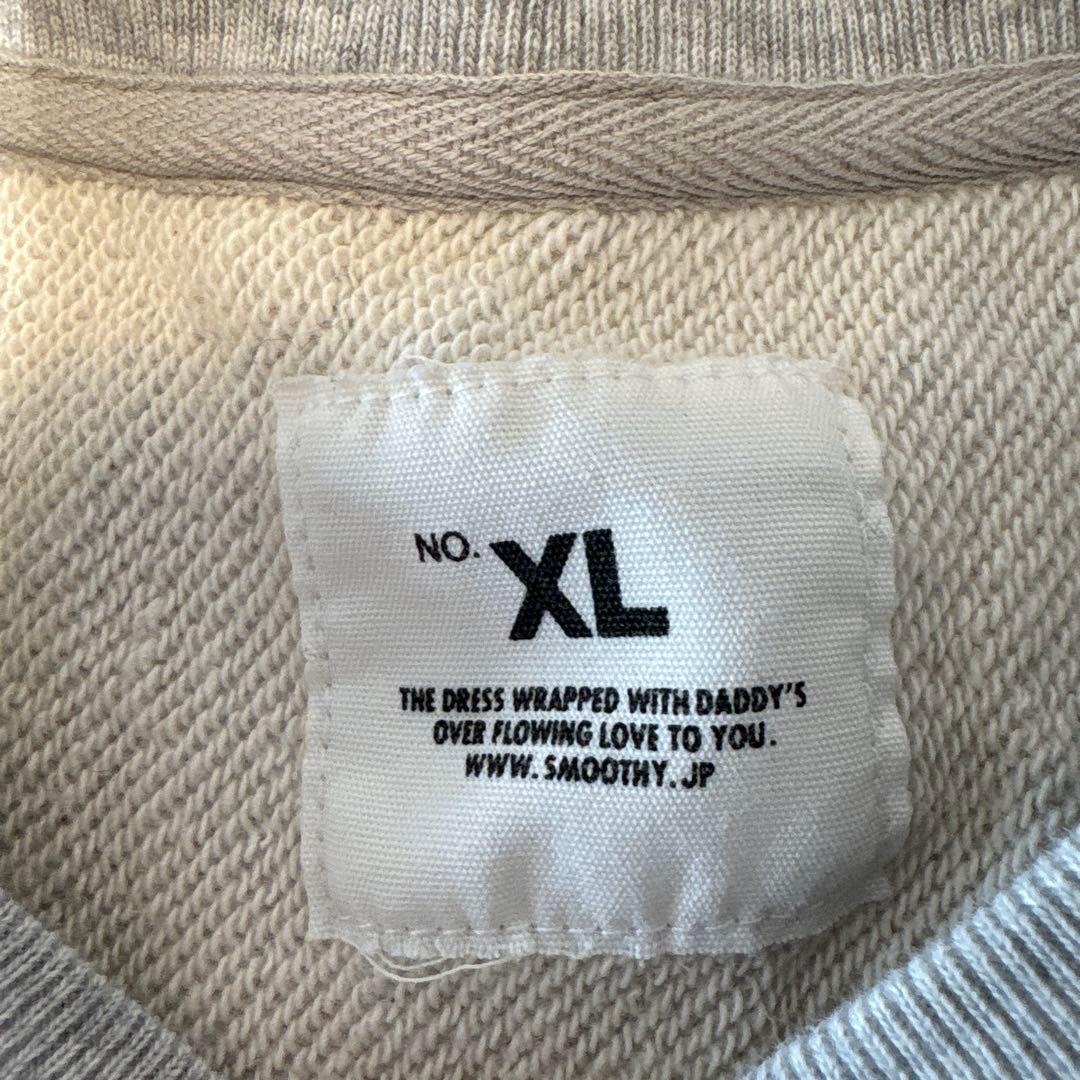 NO. XL
THE DRESS WRAPPED WITH DADDY'S
OVER FLOWING LOVE TO YOU.
WWW.SMOOTHY.JP